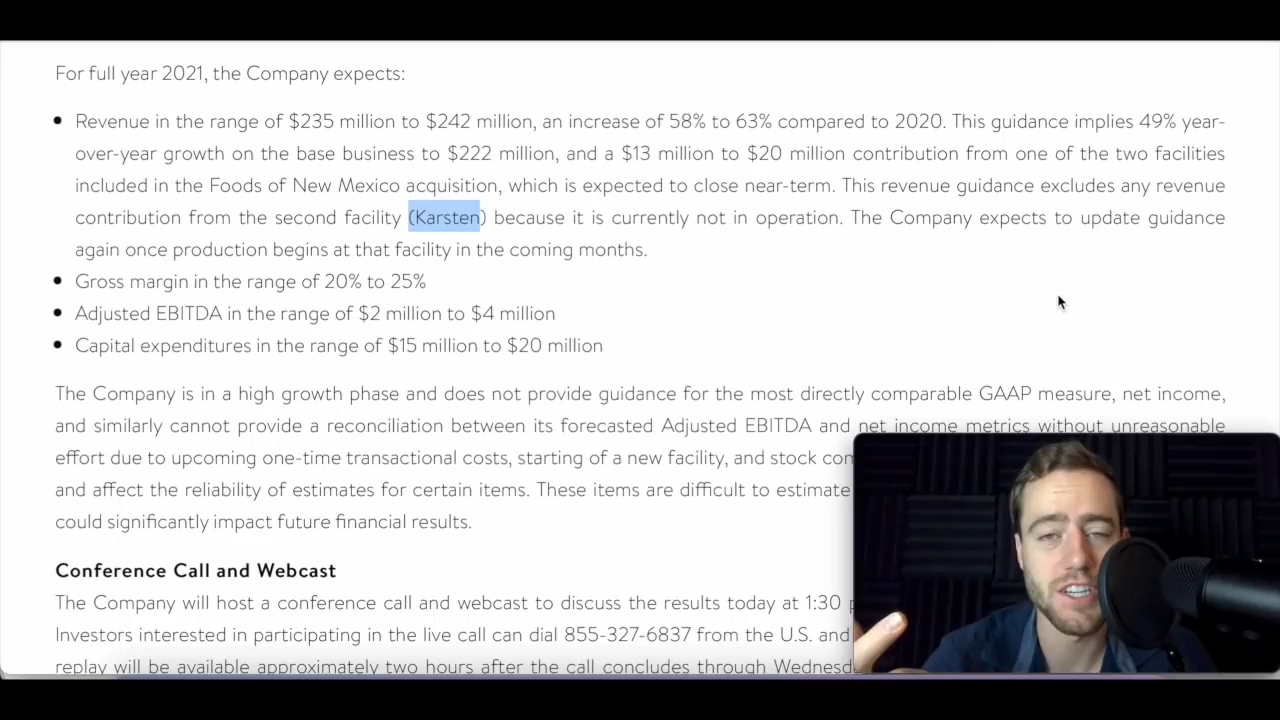 For full year 2021, the Company expects:
Revenue in the range of $235 million to $242 million, an increase of 58% to 63% compared to 2020. This guidance implies 49% year-
over-year growth on the base business to $222 million, and a $13 million to $20 million contribution from one of the two facilities
included in the Foods of New Mexico acquisition, which is expected to close near-term. This revenue guidance excludes any revenue
contribution from the second facility (Karsten) because it is currently not in operation. The Company expects to update guidance
again once production begins at that facility in the coming months.
Gross margin in the range of 20% to 25%
Adjusted EBITDA in the range of $2 million to $4 million
Capital expenditures in the range of $15 million to $20 million
The Company is in a high growth phase and does not provide guidance for the most directly comparable GAAP measure, net income,
and similarly cannot provide a reconciliation between its forecasted Adjusted EBITDA and net income metrics without unreasonable
effort due to upcoming one-time transactional costs, starting of a new facility, and stock
and affect the reliability of estimates for certain items. These items are difficult to estimate
could significantly impact future financial results.
Conference Call and Webcast
The Company will host a conference call and webcast to discuss the results today at 1:30
Investors interested in participating in the live call can dial 855-327-6837 from the U.S. and
replay will be available approximately two hours after the call concludes through